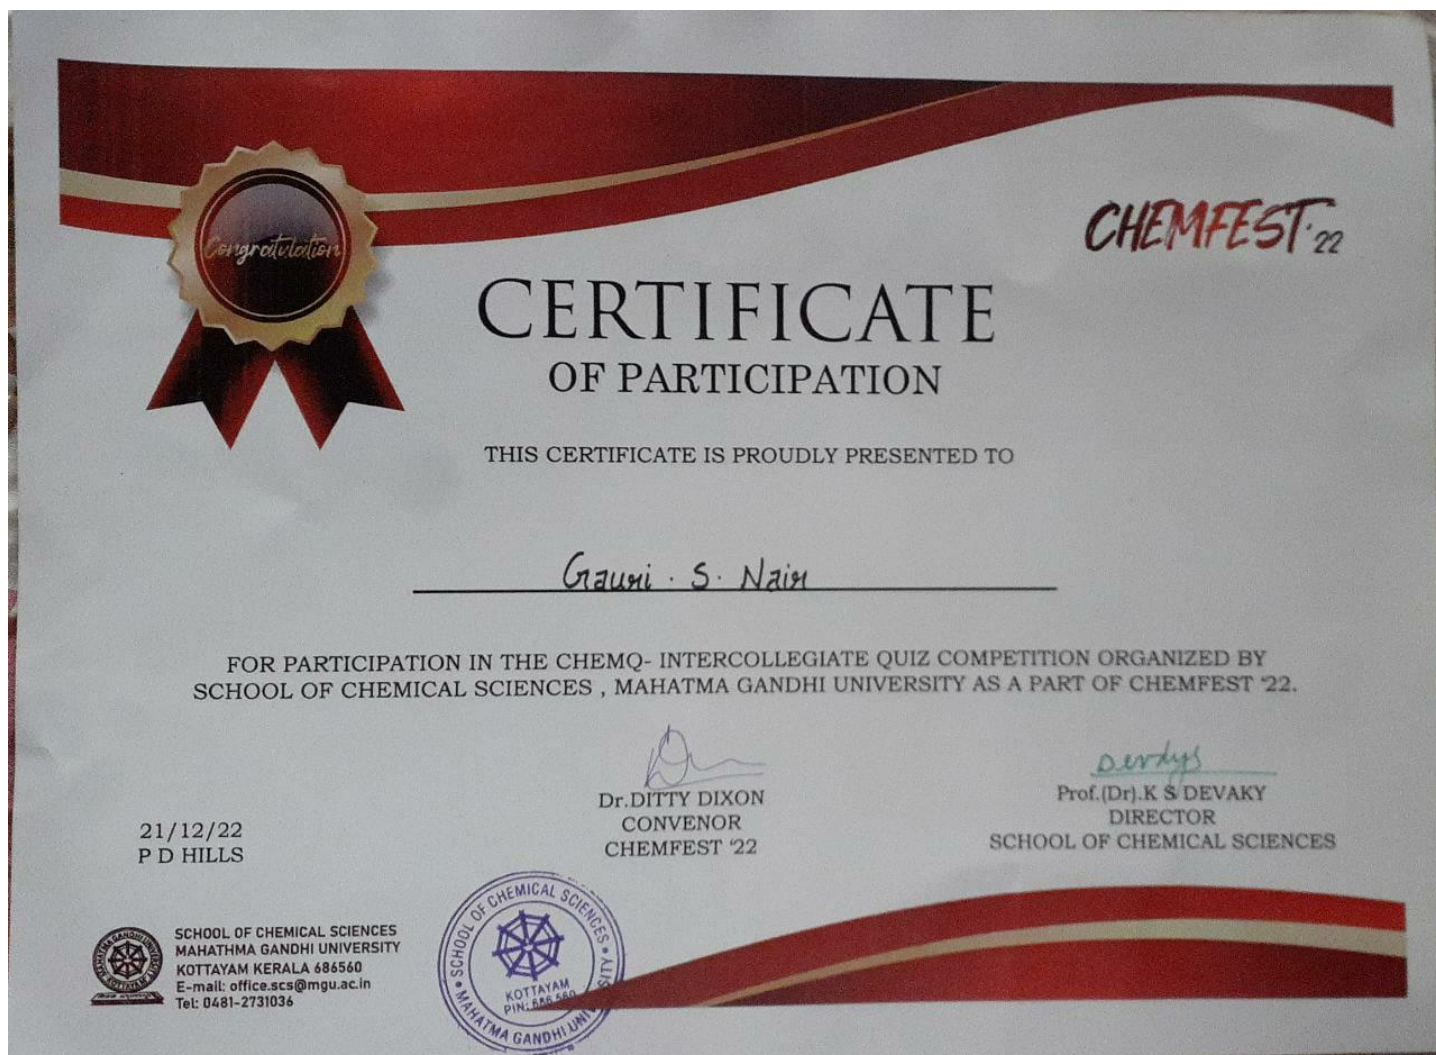 Congratulation
CHEMFEST'22
CERTIFICATE
OF PARTICIPATION
THIS CERTIFICATE IS PROUDLY PRESENTED TO
Gauri . S. Nair
FOR PARTICIPATION IN THE CHEMQ- INTERCOLLEGIATE QUIZ COMPETITION ORGANIZED BY
SCHOOL OF CHEMICAL SCIENCES , MAHATMA GANDHI UNIVERSITY AS A PART OF CHEMFEST '22.
Dr.DITTY DIXON
CONVENOR
CHEMFEST '22
Prof.(Dr).K S DEVAKY
DIRECTOR
SCHOOL OF CHEMICAL SCIENCES
21/12/22
P D HILLS
SCHOOL OF CHEMICAL SCIENCES
MAHATHMA GANDHI UNIVERSITY
KOTTAYAM KERALA 686560
E-mail: office.scs@mgu.ac.in
Tel: 0481-2731036
SCHOOL OF CHEMICAL SCIENCES
MAHATMA GANDHI
KOTTAYAM
PIN: 686 560